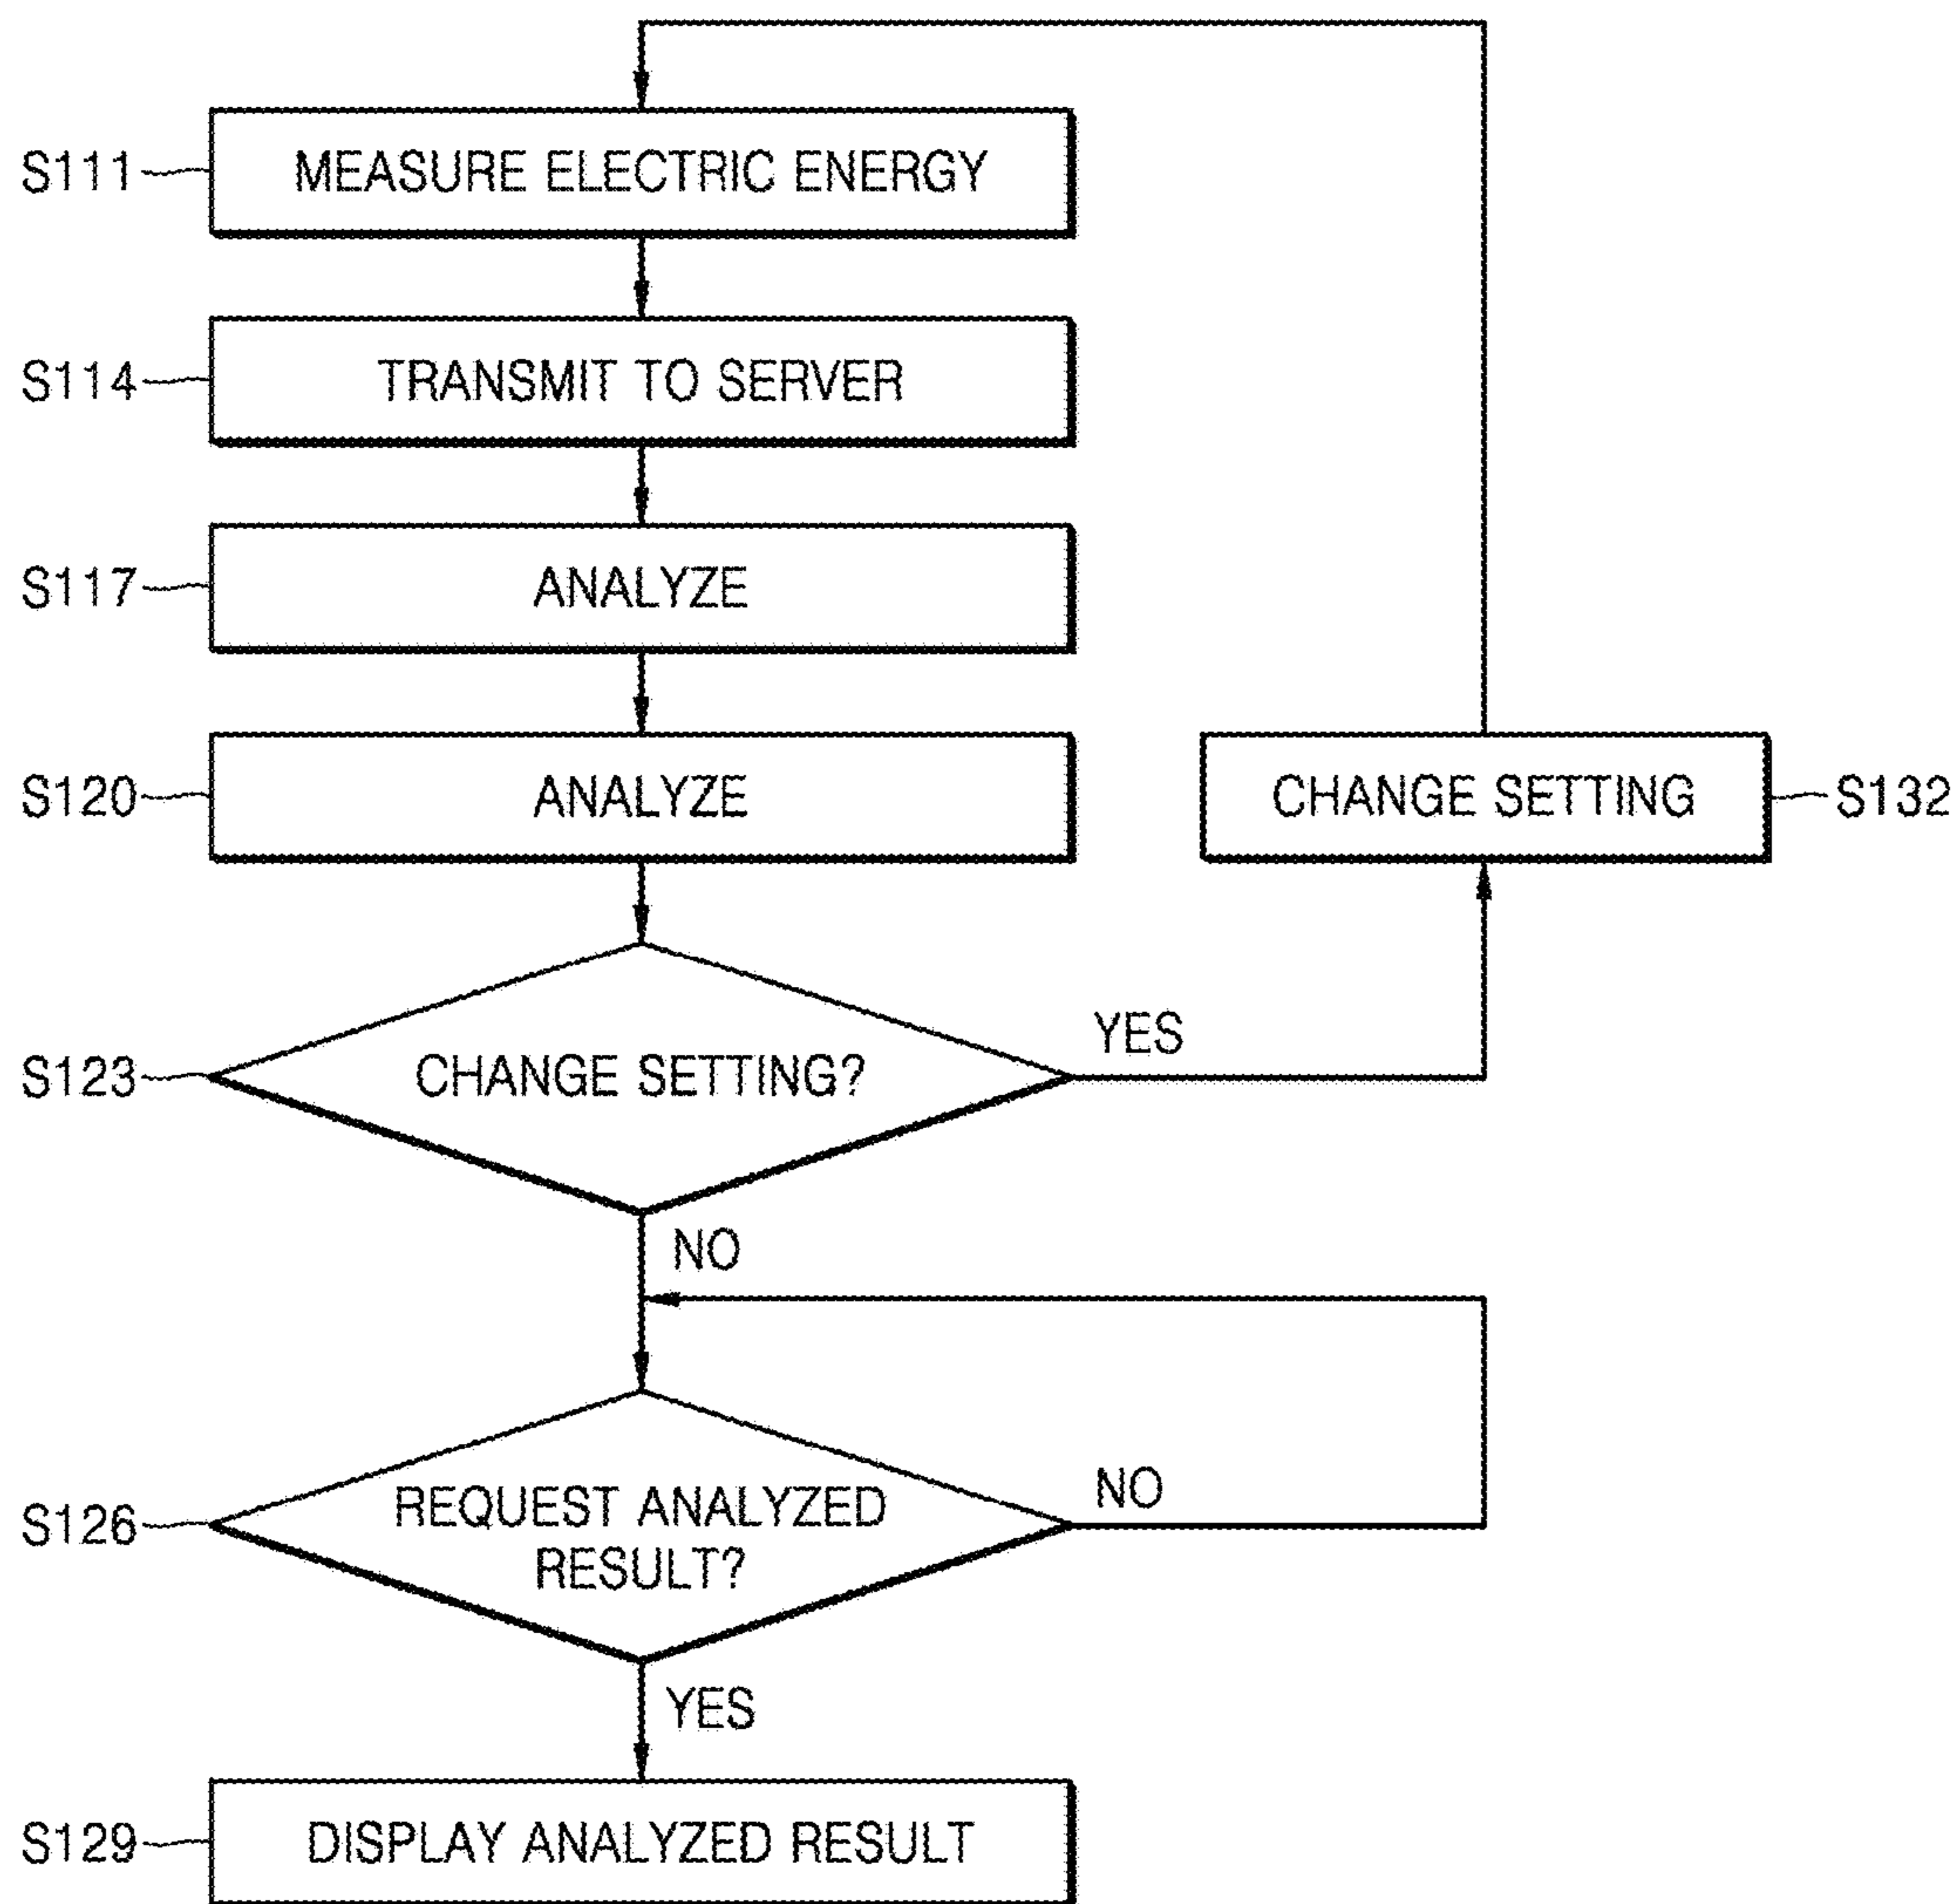 S111
MEASURE ELECTRIC ENERGY
S114
TRANSMIT TO SERVER
S117
ANALYZE
S120
ANALYZE
CHANGE SETTING
S132
S123
CHANGE SETTING?
YES
NO
S126
REQUEST ANALYZED
RESULT?
NO
YES
S129
DISPLAY ANALYZED RESULT